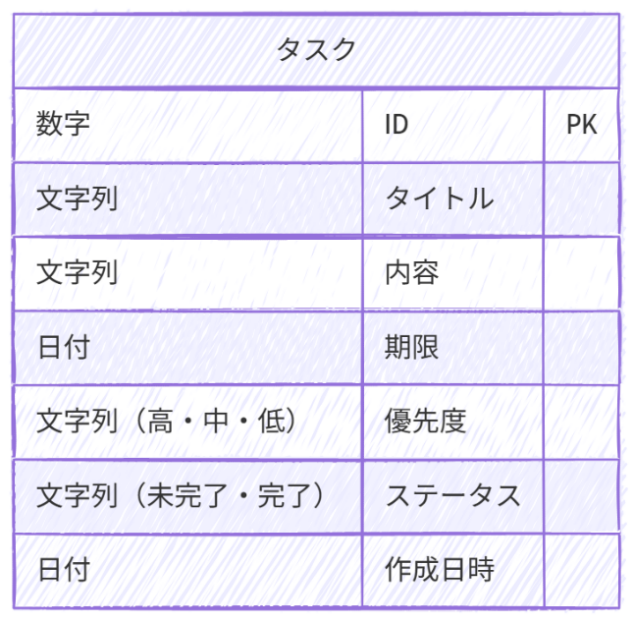 タスク
数字 ID PK
文字列 タイトル
文字列 内容
日付 期限
文字列（高・中・低） 優先度
文字列（未完了・完了） ステータス
日付 作成日時